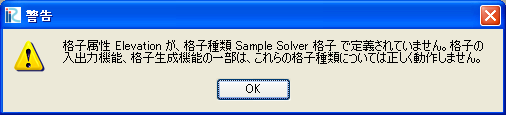 警告
格子属性 Elevation が、格子種類 Sample Solver 格子 で定義されていません。格子の
入出力機能、格子生成機能の一部は、これらの格子種類については正しく動作しません。
OK